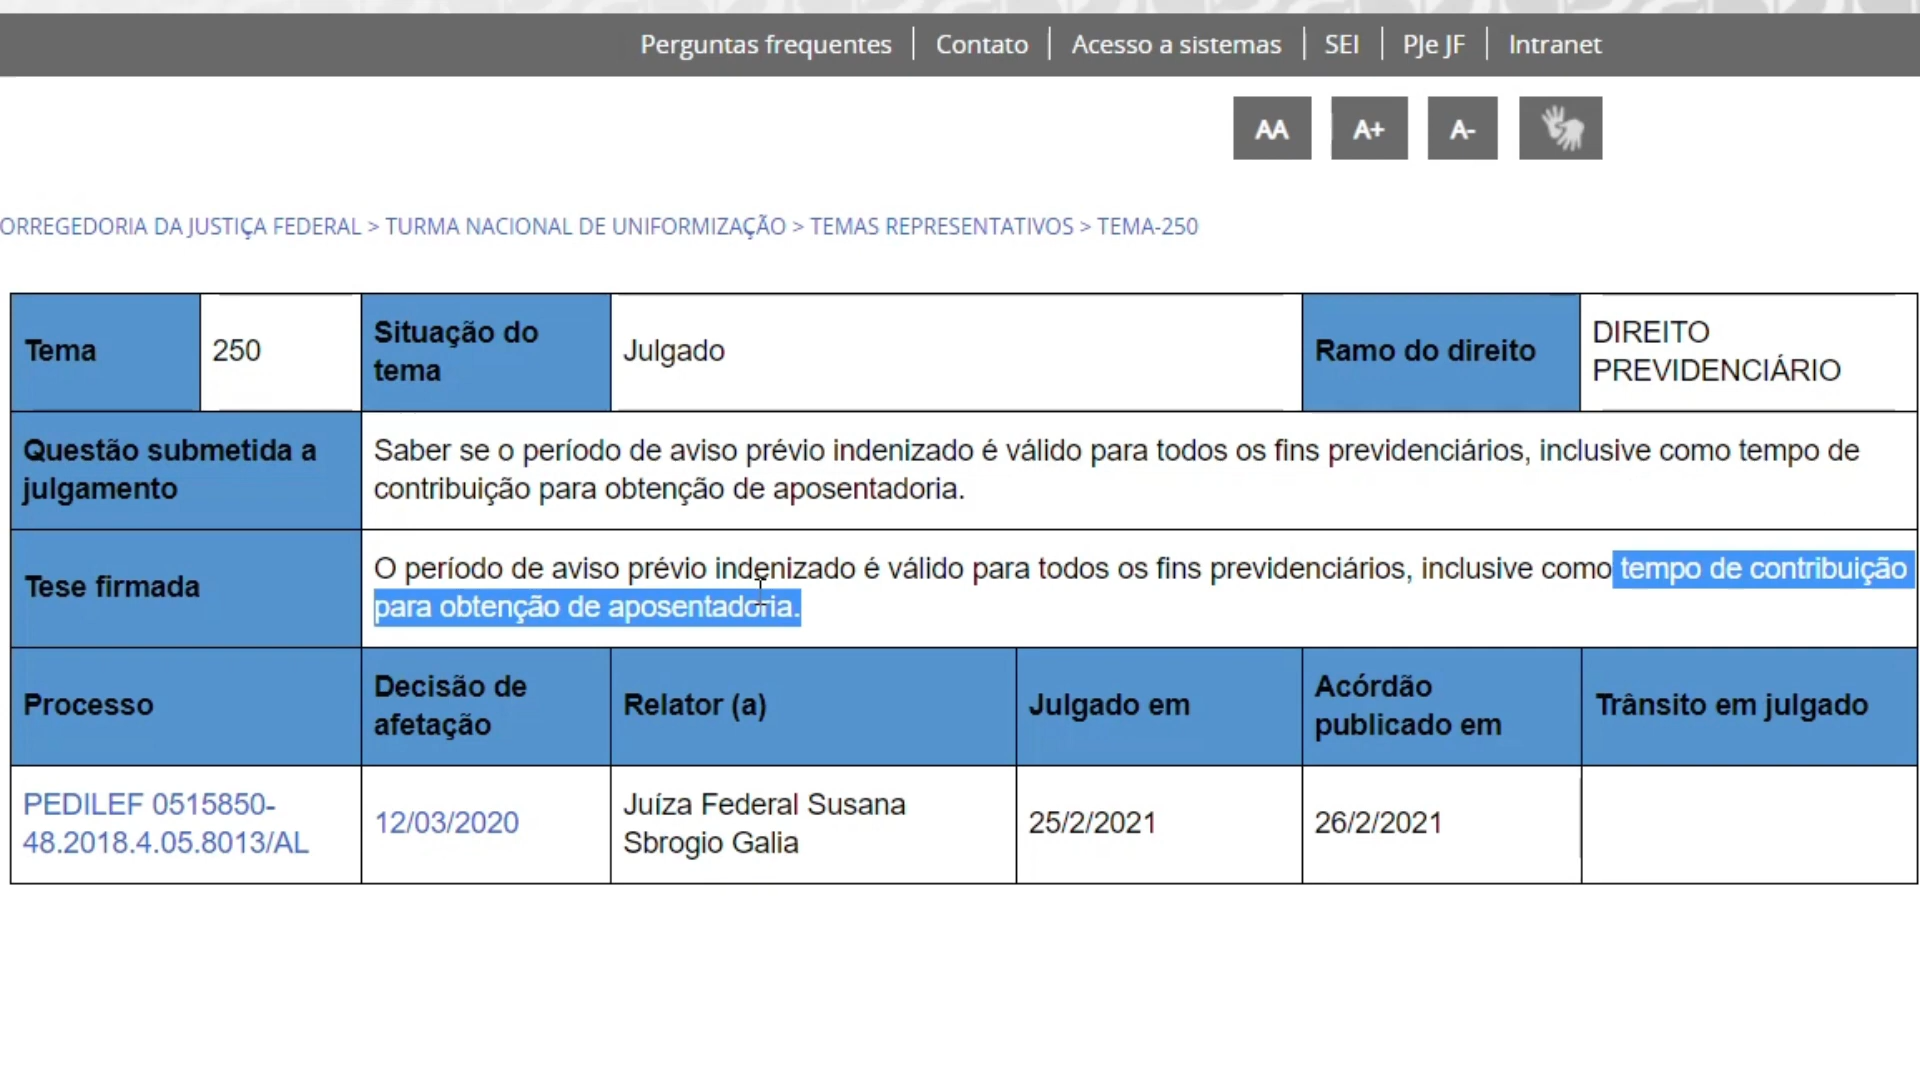 Perguntas frequentes | Contato | Acesso a sistemas | SEI | PJe JF | Intranet
AA A+ A-
ORREGEDORIA DA JUSTIÇA FEDERAL > TURMA NACIONAL DE UNIFORMIZAÇÃO > TEMAS REPRESENTATIVOS > TEMA-250
Tema
250
Situação do
tema
Julgado
Ramo do direito
DIREITO
PREVIDENCIÁRIO
Questão submetida a
julgamento
Saber se o período de aviso prévio indenizado é válido para todos os fins previdenciários, inclusive como tempo de
contribuição para obtenção de aposentadoria.
Tese firmada
O período de aviso prévio indenizado é válido para todos os fins previdenciários, inclusive como tempo de contribuição
para obtenção de aposentadoria.
Processo
Decisão de
afetação
Relator (a)
Julgado em
Acórdão
publicado em
Trânsito em julgado
PEDILEF 0515850-
48.2018.4.05.8013/AL
12/03/2020
Juíza Federal Susana
Sbrogio Galia
25/2/2021
26/2/2021